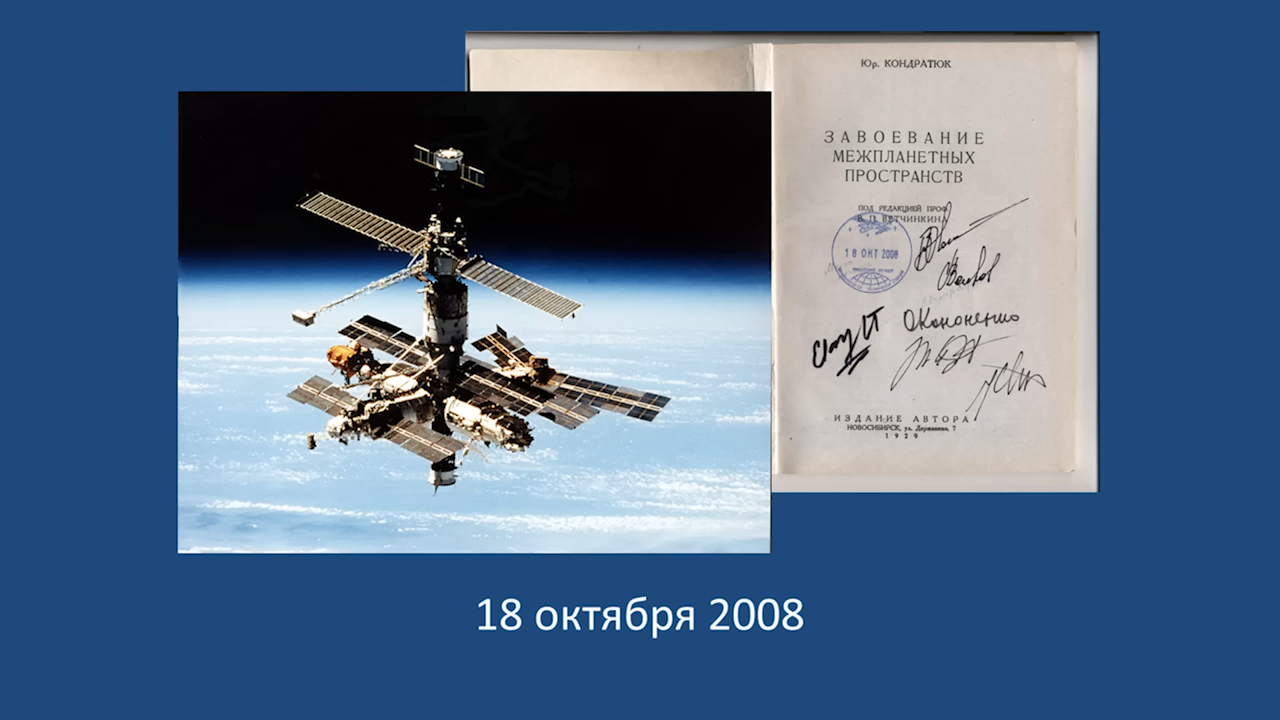 Юр. КОНДРАТЮК
ЗАВОЕВАНИЕ
МЕЖПЛАНЕТНЫХ
ПРОСТРАНСТВ
ПОД РЕДАКЦИЕЙ ПРОФ.
В. П. ВЕТЧИНКИНА
18 ОКТ 2008
Волков
ОКононенко
ИЗДАНИЕ АВТОРА
НОВОСИБИРСК, ул. Державина, 7
1929
18 октября 2008